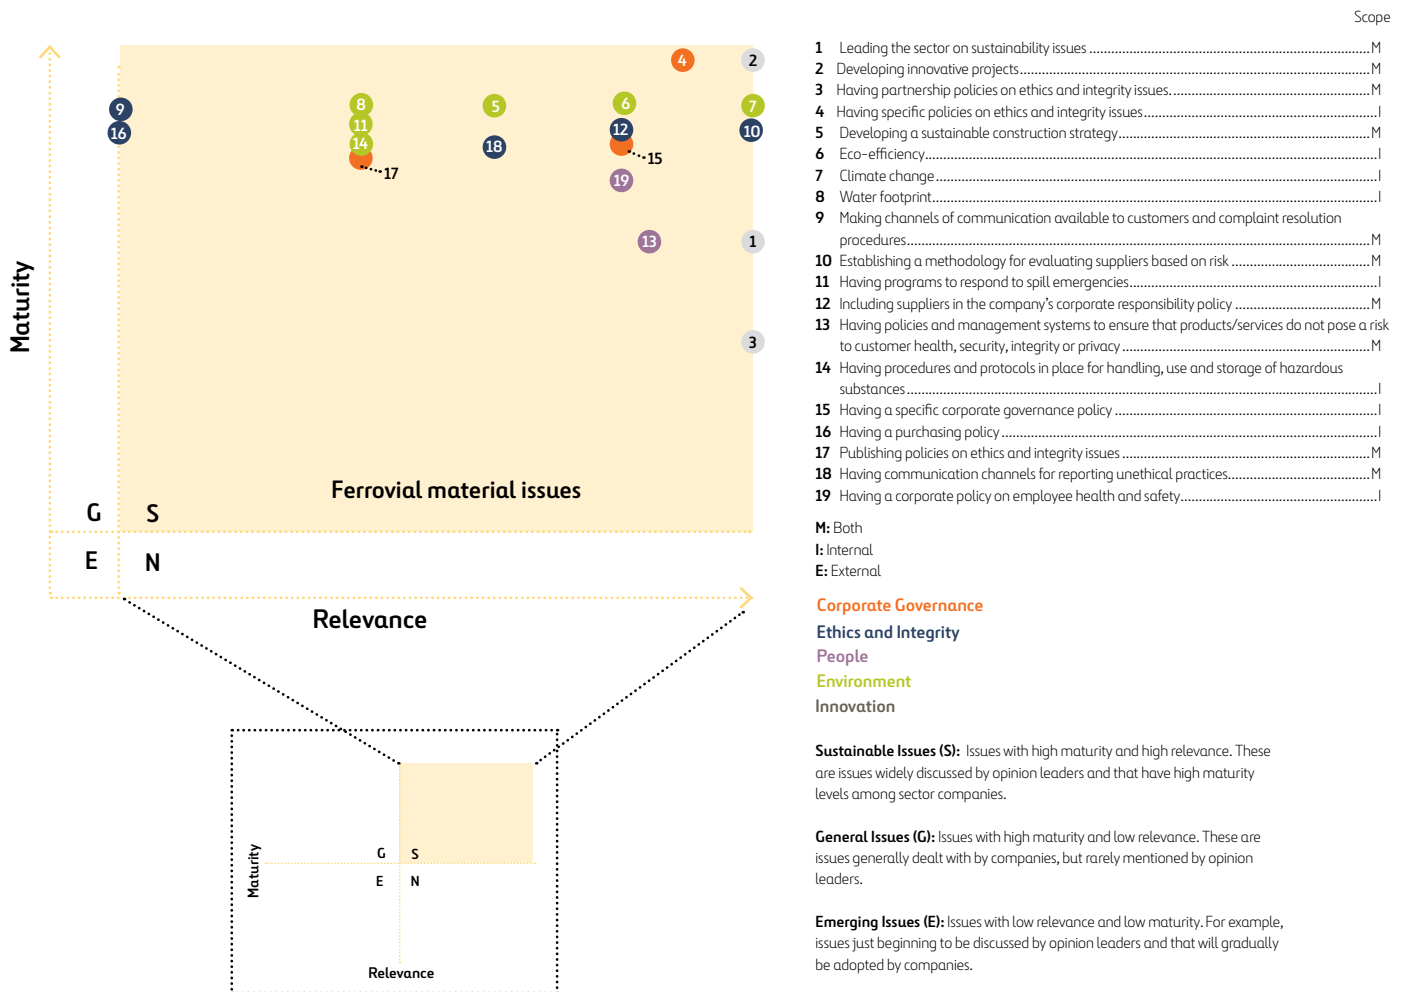 Scope
Maturity
4
2
9
8
5
6
7
16
11
12
10
14
18
15
17
19
13
1
3
Ferrovial material issues
G
S
E
N
Relevance
Maturity
G
S
E
N
Relevance
1 Leading the sector on sustainability issues ........ M
2 Developing innovative projects ........ M
3 Having partnership policies on ethics and integrity issues. ........ M
4 Having specific policies on ethics and integrity issues ........ I
5 Developing a sustainable construction strategy ........ M
6 Eco-efficiency ........ I
7 Climate change ........ I
8 Water footprint ........ I
9 Making channels of communication available to customers and complaint resolution
procedures ........ M
10 Establishing a methodology for evaluating suppliers based on risk ........ M
11 Having programs to respond to spill emergencies ........ I
12 Including suppliers in the company's corporate responsibility policy ........ M
13 Having policies and management systems to ensure that products/services do not pose a risk
to customer health, security, integrity or privacy ........ M
14 Having procedures and protocols in place for handling, use and storage of hazardous
substances ........ I
15 Having a specific corporate governance policy ........ I
16 Having a purchasing policy ........ I
17 Publishing policies on ethics and integrity issues ........ M
18 Having communication channels for reporting unethical practices ........ M
19 Having a corporate policy on employee health and safety ........ I
M: Both
I: Internal
E: External
Corporate Governance
Ethics and Integrity
People
Environment
Innovation
Sustainable Issues (S): Issues with high maturity and high relevance. These
are issues widely discussed by opinion leaders and that have high maturity
levels among sector companies.
General Issues (G): Issues with high maturity and low relevance. These are
issues generally dealt with by companies, but rarely mentioned by opinion
leaders.
Emerging Issues (E): Issues with low relevance and low maturity. For example,
issues just beginning to be discussed by opinion leaders and that will gradually
be adopted by companies.